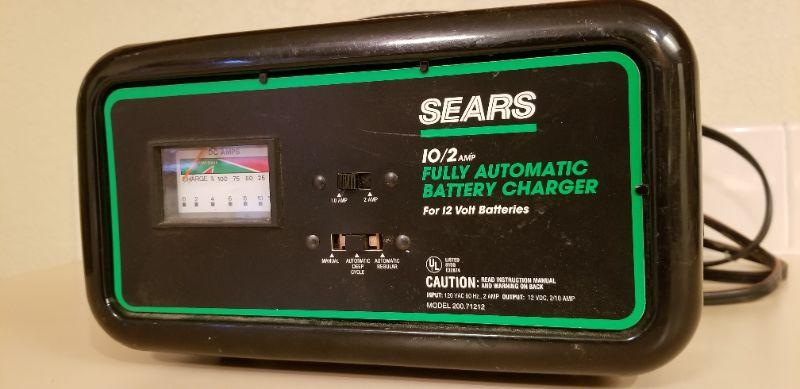 DC AMPS
CHARGE % 100 75 50 25
0 2 4 6 8 10
10 AMP 2 AMP
MANUAL AUTOMATIC DEEP CYCLE AUTOMATIC REGULAR
SEARS
10/2 AMP
FULLY AUTOMATIC
BATTERY CHARGER
For 12 Volt Batteries
UL LISTED
CAUTION: READ INSTRUCTION MANUAL
AND WARNING ON BACK
INPUT: 120 VAC 60 Hz., 2 AMP OUTPUT: 12 VDC, 2/10 AMP
MODEL 200.71212